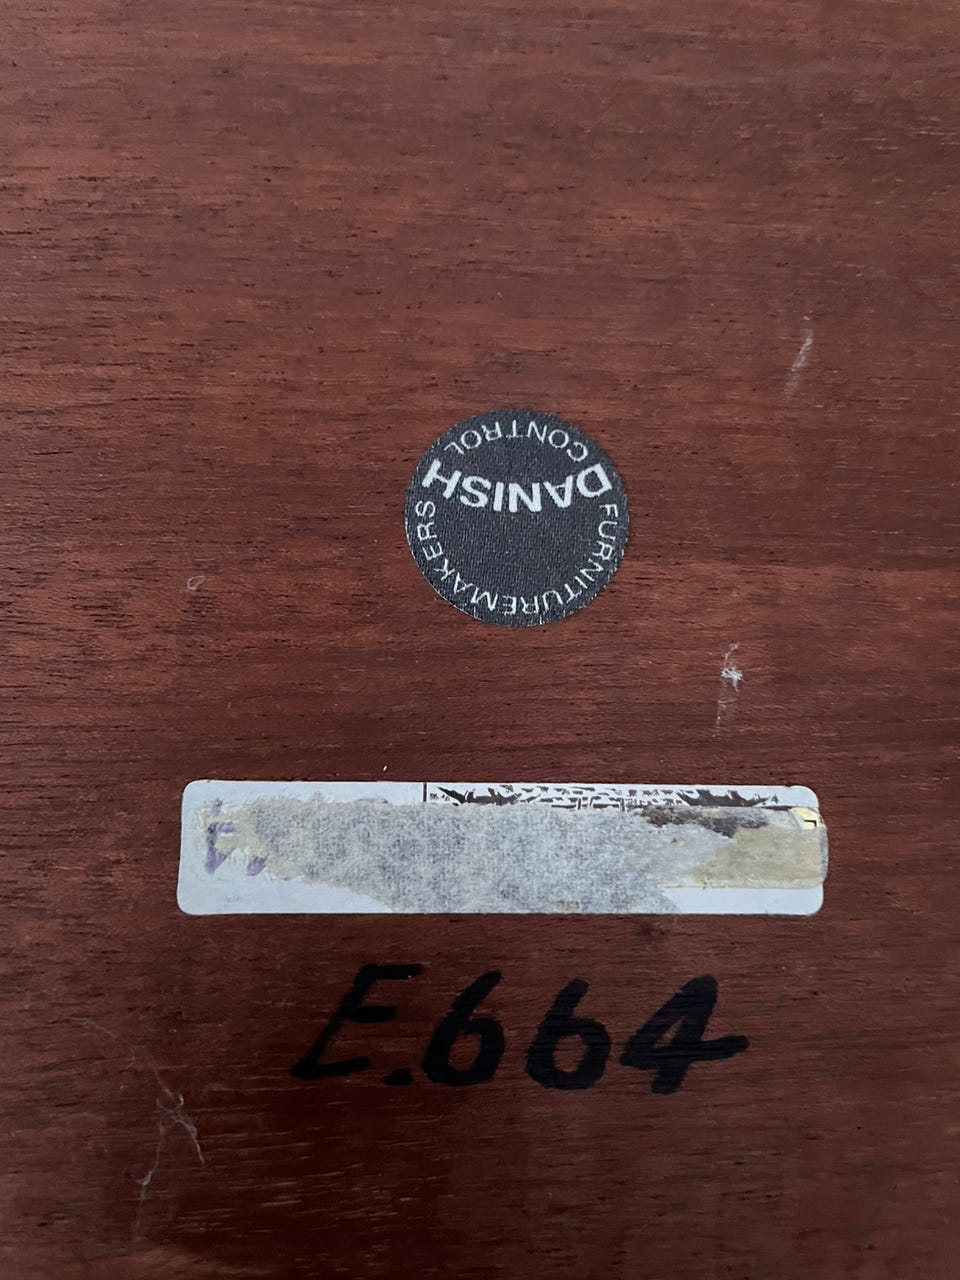 FURNITUREMAKERS
DANISH
CONTROL
E.664